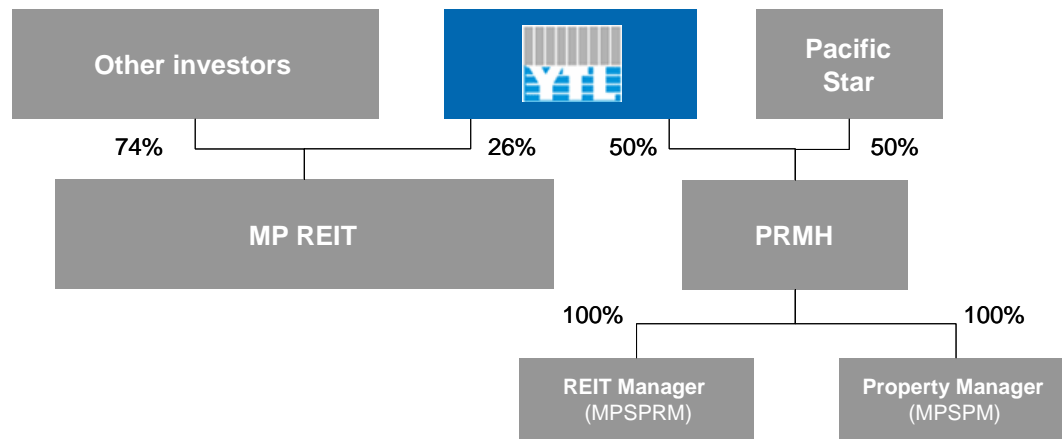 Other investors
YTL
Pacific
Star
74%
26%
50%
50%
MP REIT
PRMH
100%
100%
REIT Manager
(MPSPRM)
Property Manager
(MPSPM)